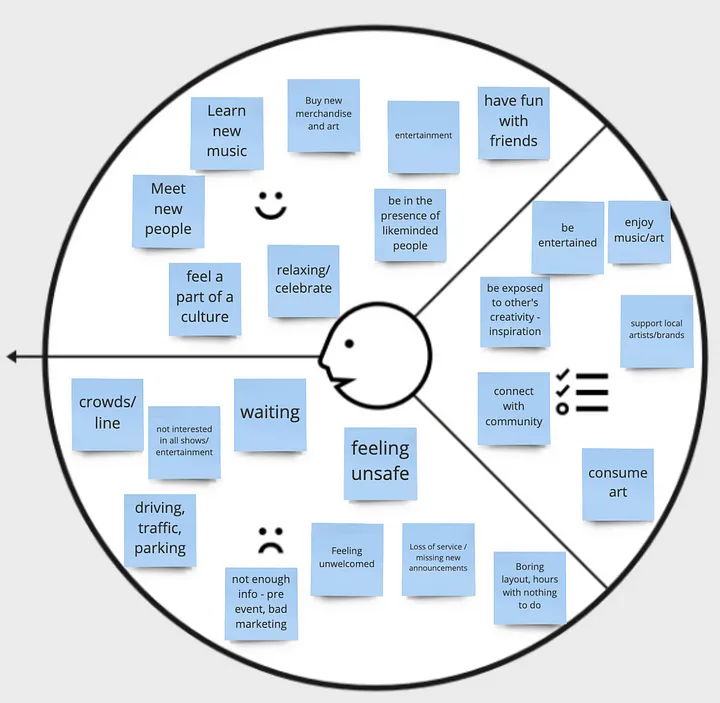 Learn
new
music
Buy new
merchandise
and art
entertainment
have fun
with
friends
Meet
new
people
be in the
presence of
likeminded
people
feel a
part of a
culture
relaxing/
celebrate
be
entertained
enjoy
music/art
be exposed
to other's
creativity -
inspiration
support local
artists/brands
connect
with
community
consume
art
crowds/
line
not interested
in all shows/
entertainment
waiting
feeling
unsafe
driving,
traffic,
parking
not enough
info - pre
event, bad
marketing
Feeling
unwelcomed
Loss of service /
missing new
announcements
Boring
layout, hours
with nothing
to do